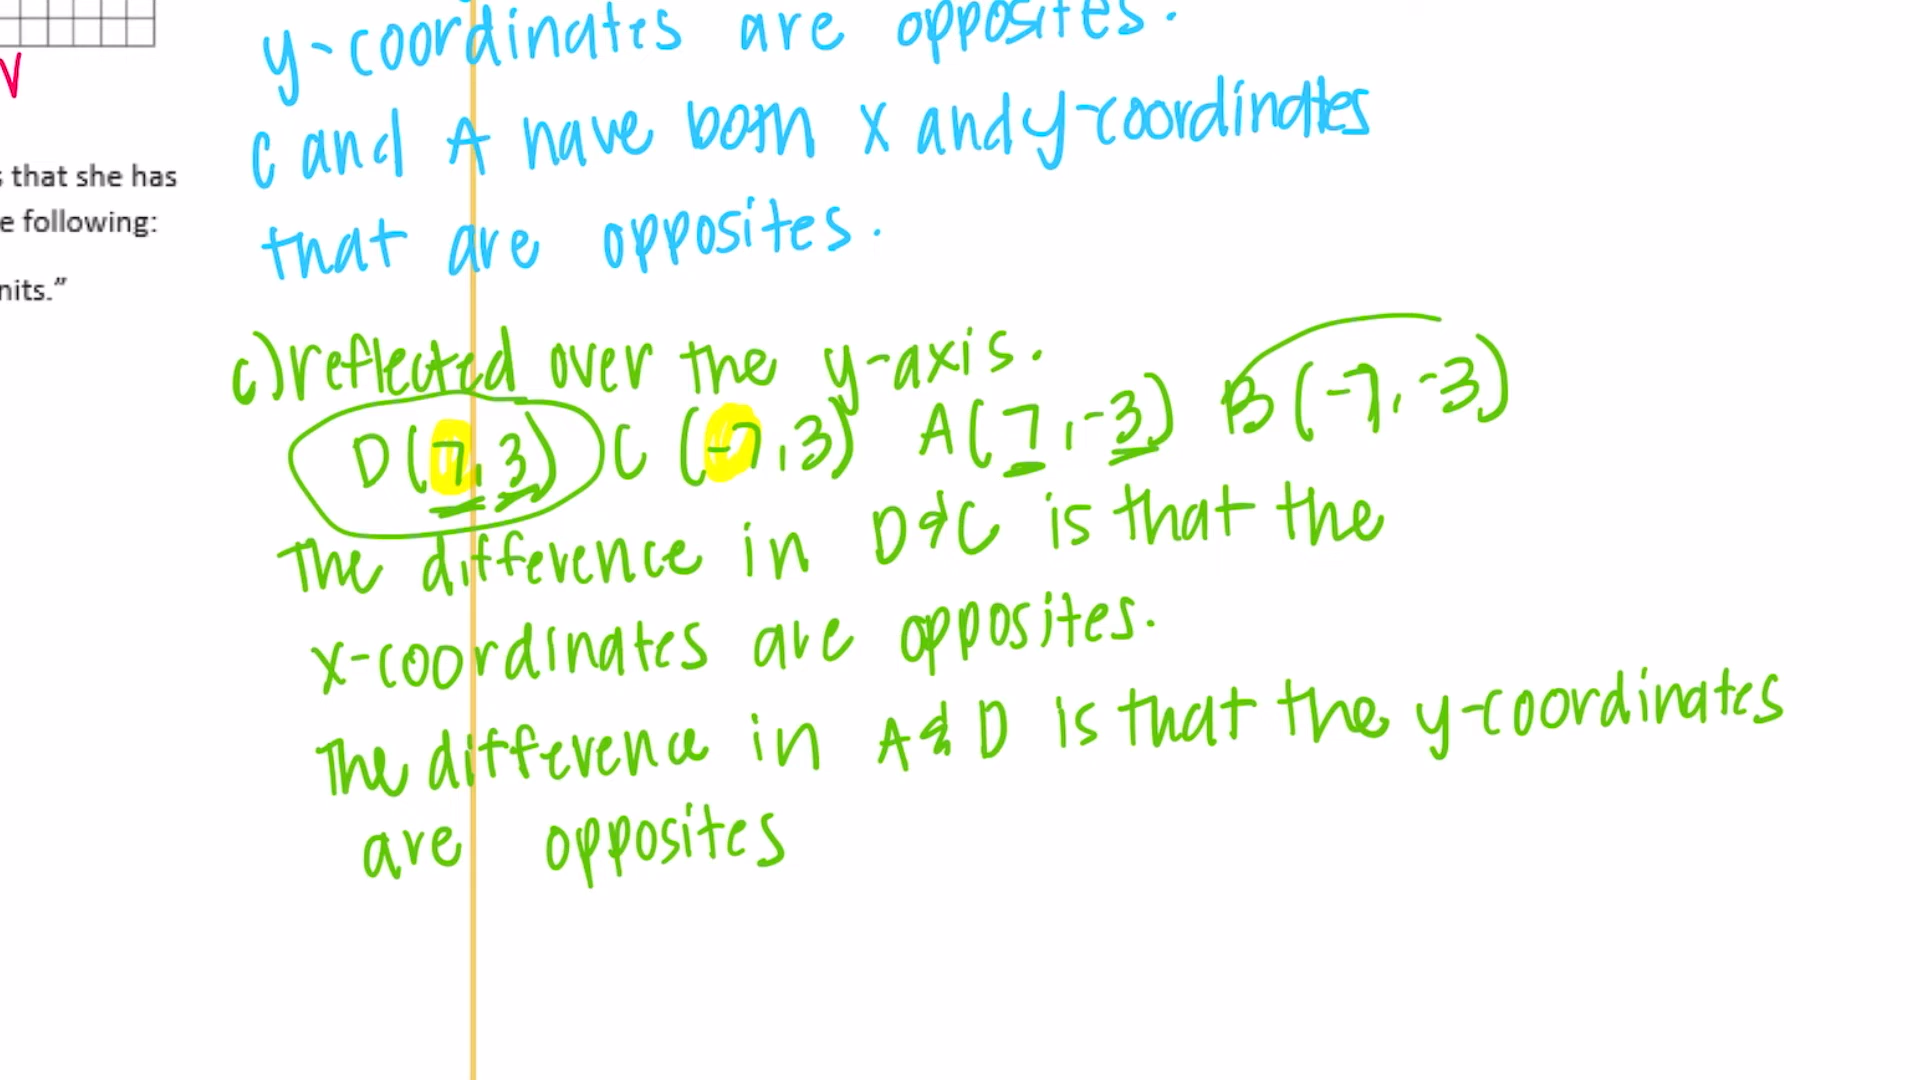 y-coordinates are opposites.
C and A have both x and y-coordinates
that are opposites.
s that she has
e following:
nits.”
c) reflected over the y-axis.
D(7, 3) C (-7, 3) A(7, -3) B(-7, -3)
The difference in D & C is that the
x-coordinates are opposites.
The difference in A & D is that the y-coordinates
are opposites